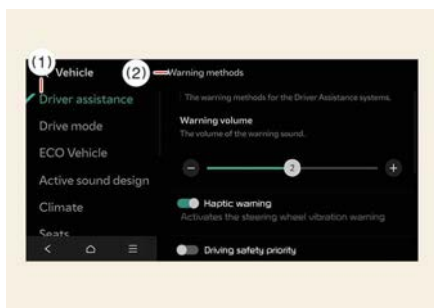 (1)
Vehicle
(2)
Warning methods
Driver assistance
The warning methods for the Driver Assistance systems.
Drive mode
Warning volume
The volume of the warning sound.
ECO Vehicle
− 2 +
Active sound design
Climate
Haptic warning
Activates the steering wheel vibration warning
Seats
Driving safety priority